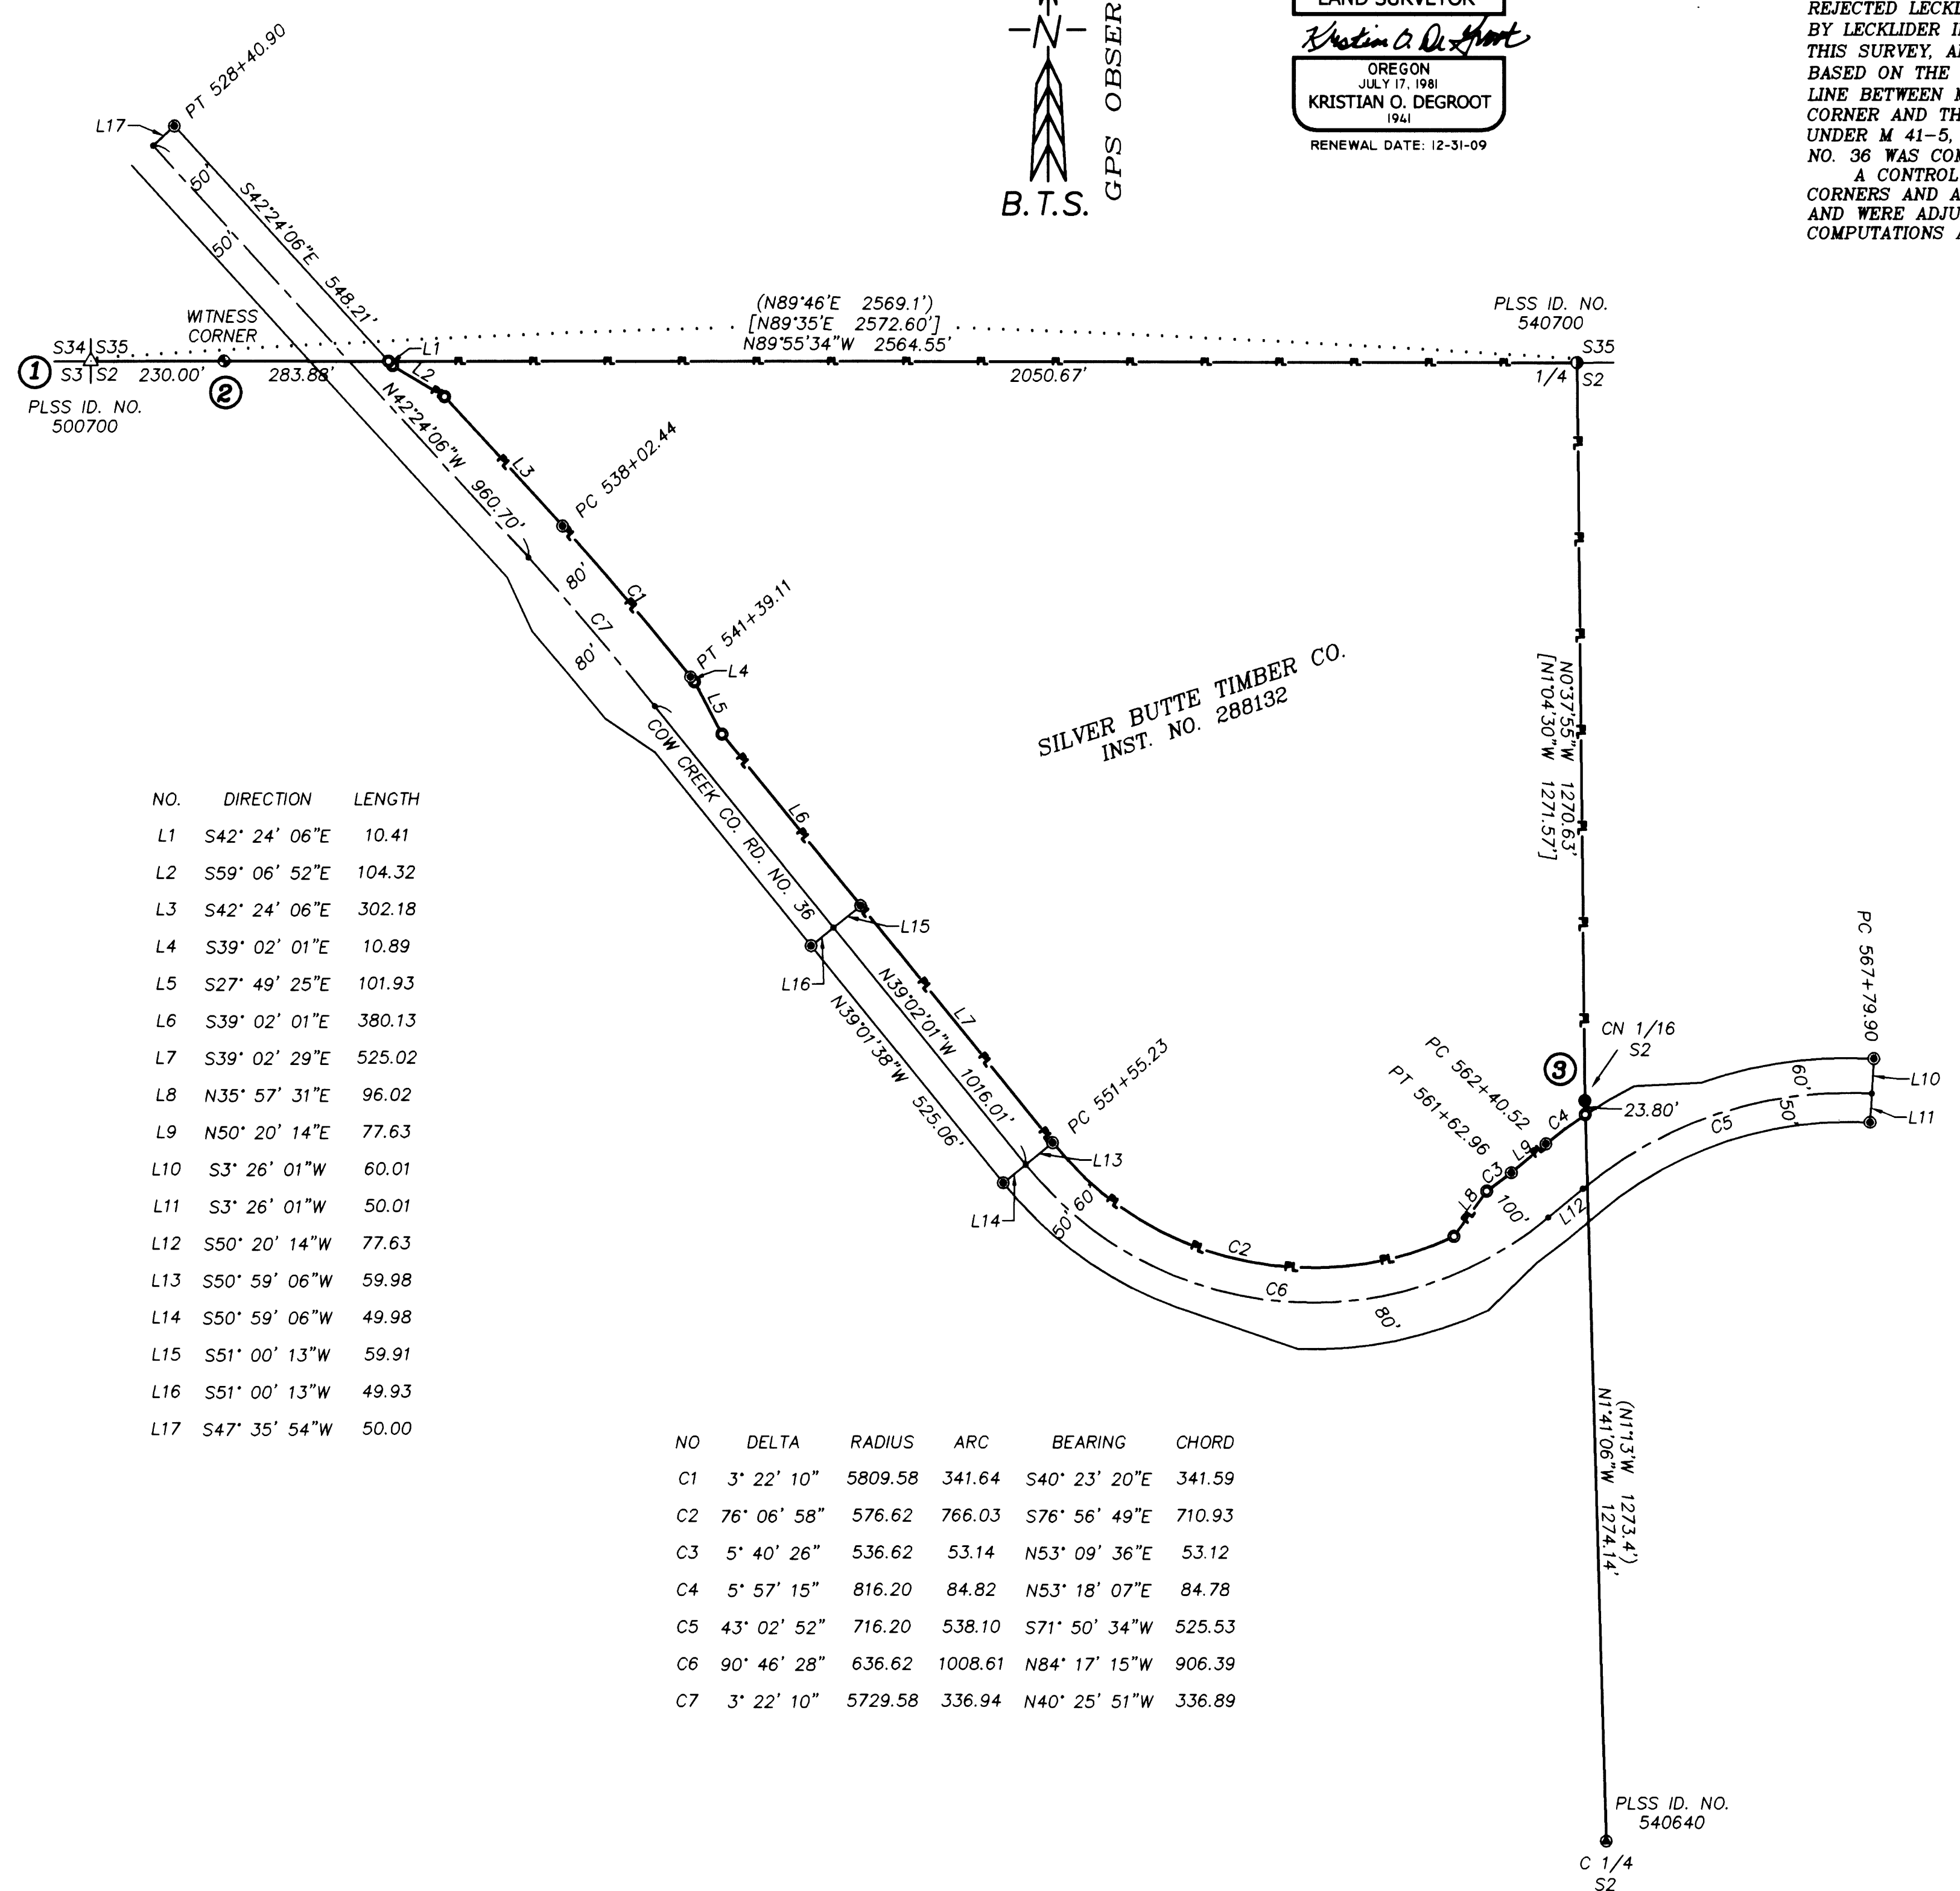 REJECTED LECKL
BY LECKLIDER I
THIS SURVEY, A
BASED ON THE
LINE BETWEEN
CORNER AND TH
UNDER M 41-5,
NO. 36 WAS CO
A CONTROL
CORNERS AND A
AND WERE ADJU
COMPUTATIONS A
LAND SURVEYOR
Kristian O. DeGroot
OREGON
JULY 17, 1981
KRISTIAN O. DEGROOT
1941
RENEWAL DATE: 12-31-09
N
B.T.S.
GPS OBSER
PT 528+40.90
L17
50'
50'
S42°24'06"E 548.21'
WITNESS
CORNER
(N89°46'E 2569.1')
[N89°35'E 2572.60']
N89°55'34"W 2564.55'
PLSS ID. NO.
540700
S34 S35
S3 S2
1
230.00'
2
283.88'
L1
L2
2050.67'
1/4
S35
S2
PLSS ID. NO.
500700
N42°24'06"W 960.70'
L3
PC 538+02.44
80'
C1
C7
80'
PT 541+39.11
L4
L5
COW CREEK CO. RD. NO. 36
L6
SILVER BUTTE TIMBER CO.
INST. NO. 288132
N0°37'55"W 1270.63'
[N1°04'30"W 1271.57']
L15
L16
N39°02'01"W 1016.01'
L7
N39°01'38"W 525.06'
PC 551+55.23
L13
L14
50'
60'
C2
C6
80'
L8
C3
100'
L9
C4
L12
PT 561+62.96
PC 562+40.52
3
CN 1/16
S2
23.80'
PC 567+79.90
60'
50'
C5
L10
L11
(N1°13'W 1273.4')
N1°41'06"W 1274.14'
PLSS ID. NO.
540640
C 1/4
S2
NO. DIRECTION LENGTH
L1 S42° 24' 06"E 10.41
L2 S59° 06' 52"E 104.32
L3 S42° 24' 06"E 302.18
L4 S39° 02' 01"E 10.89
L5 S27° 49' 25"E 101.93
L6 S39° 02' 01"E 380.13
L7 S39° 02' 29"E 525.02
L8 N35° 57' 31"E 96.02
L9 N50° 20' 14"E 77.63
L10 S3° 26' 01"W 60.01
L11 S3° 26' 01"W 50.01
L12 S50° 20' 14"W 77.63
L13 S50° 59' 06"W 59.98
L14 S50° 59' 06"W 49.98
L15 S51° 00' 13"W 59.91
L16 S51° 00' 13"W 49.93
L17 S47° 35' 54"W 50.00
NO DELTA RADIUS ARC BEARING CHORD
C1 3° 22' 10" 5809.58 341.64 S40° 23' 20"E 341.59
C2 76° 06' 58" 576.62 766.03 S76° 56' 49"E 710.93
C3 5° 40' 26" 536.62 53.14 N53° 09' 36"E 53.12
C4 5° 57' 15" 816.20 84.82 N53° 18' 07"E 84.78
C5 43° 02' 52" 716.20 538.10 S71° 50' 34"W 525.53
C6 90° 46' 28" 636.62 1008.61 N84° 17' 15"W 906.39
C7 3° 22' 10" 5729.58 336.94 N40° 25' 51"W 336.89